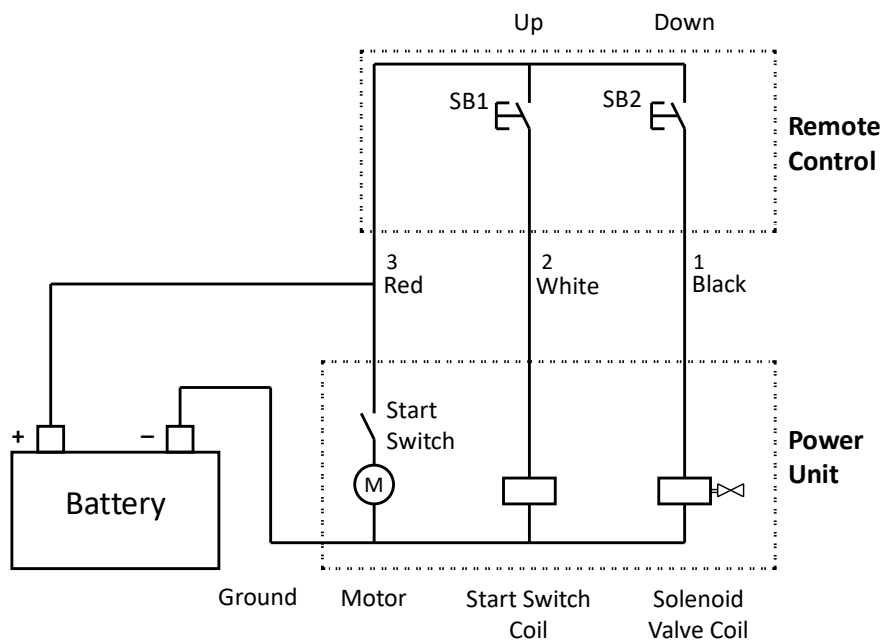 Up
Down
SB1
SB2
Remote
Control
3
Red
2
White
1
Black
Start
Switch
+
–
Battery
M
Power
Unit
Ground
Motor
Start Switch
Coil
Solenoid
Valve Coil